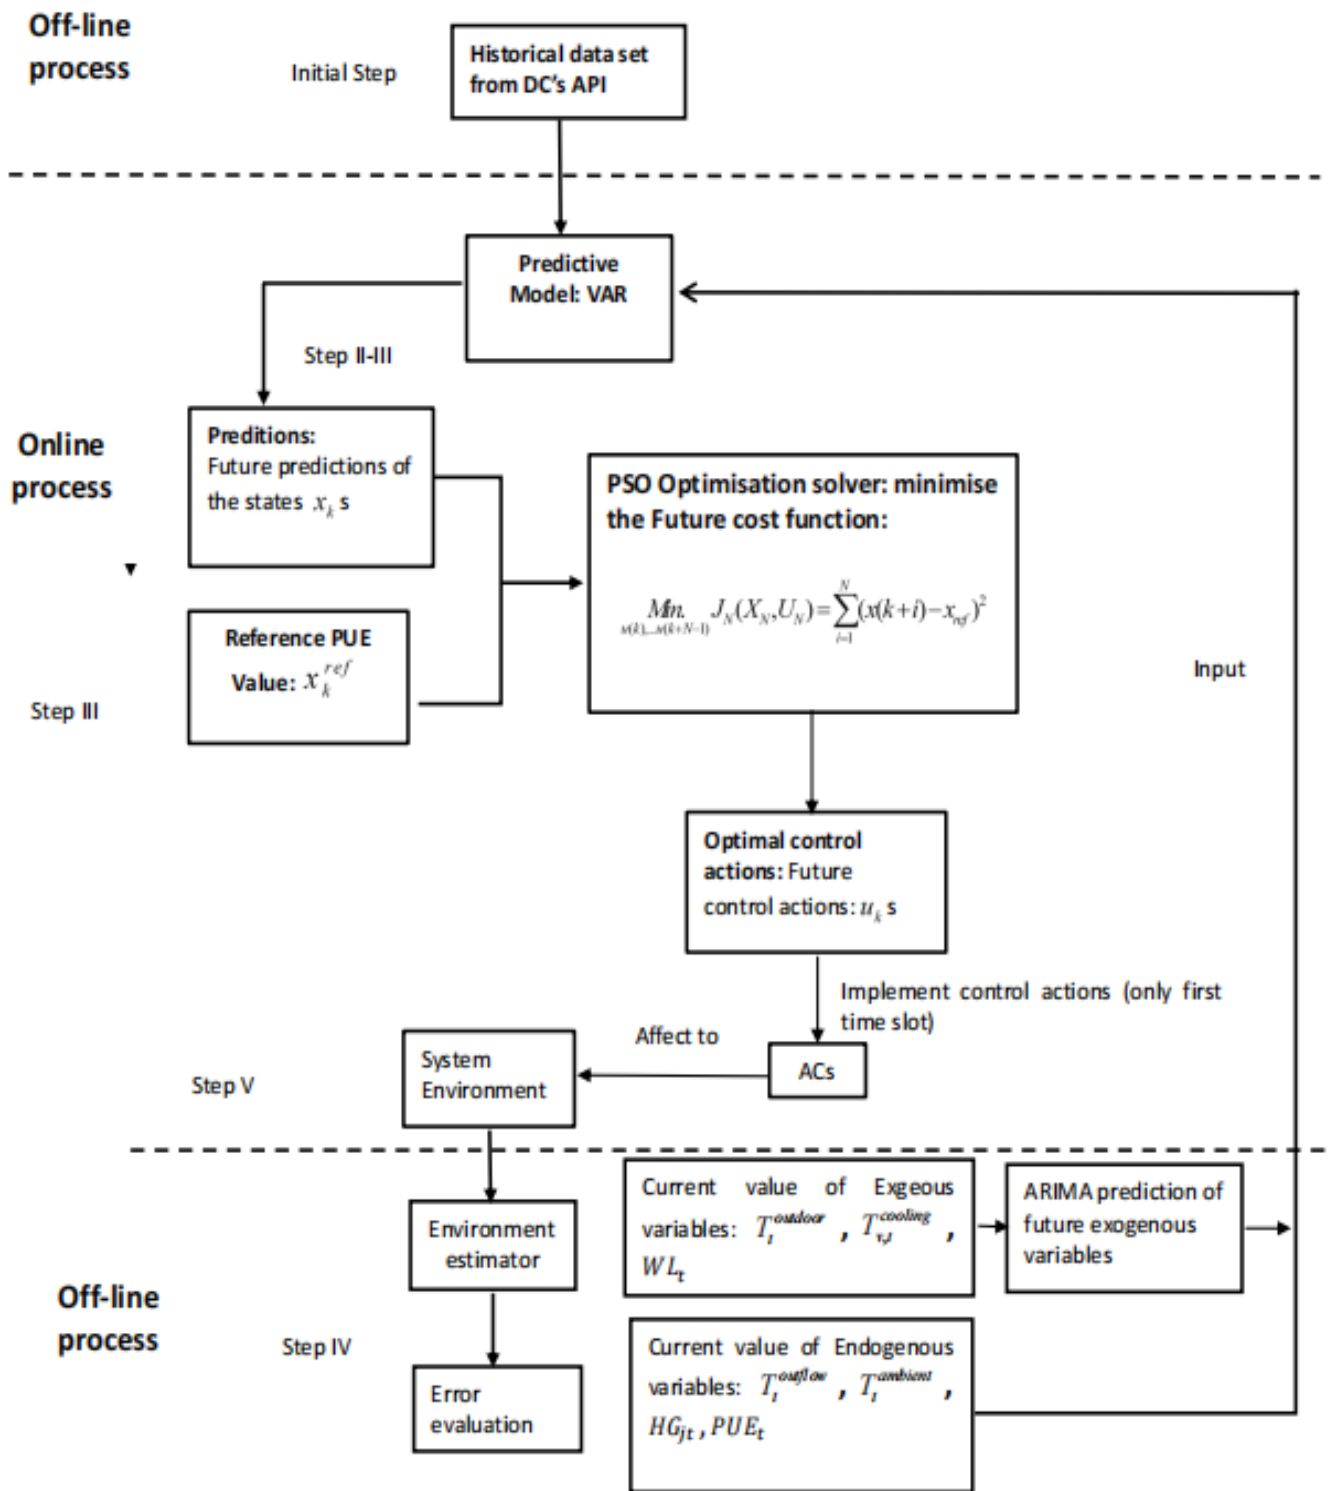 Off-line
process
Initial Step
Historical data set
from DC's API
Predictive
Model: VAR
Step II-III
Online
process
Preditions:
Future predictions of
the states x_k s
PSO Optimisation solver: minimise
the Future cost function:
Min. J_N(X_N,U_N)=∑(x(k+i)−x_ref)²
u(k),..u(k+N−1)
N
i=1
Reference PUE
Value: x_k^ref
Step III
Input
Optimal control
actions: Future
control actions: u_k s
Implement control actions (only first
time slot)
Affect to
ACs
System
Environment
Step V
Off-line
process
Environment
estimator
Current value of Exgeous
variables: T_t^outdoor , T_v,t^cooling ,
WL_t
ARIMA prediction of
future exogenous
variables
Step IV
Error
evaluation
Current value of Endogenous
variables: T_t^outflow , T_t^ambient ,
HG_jt , PUE_t